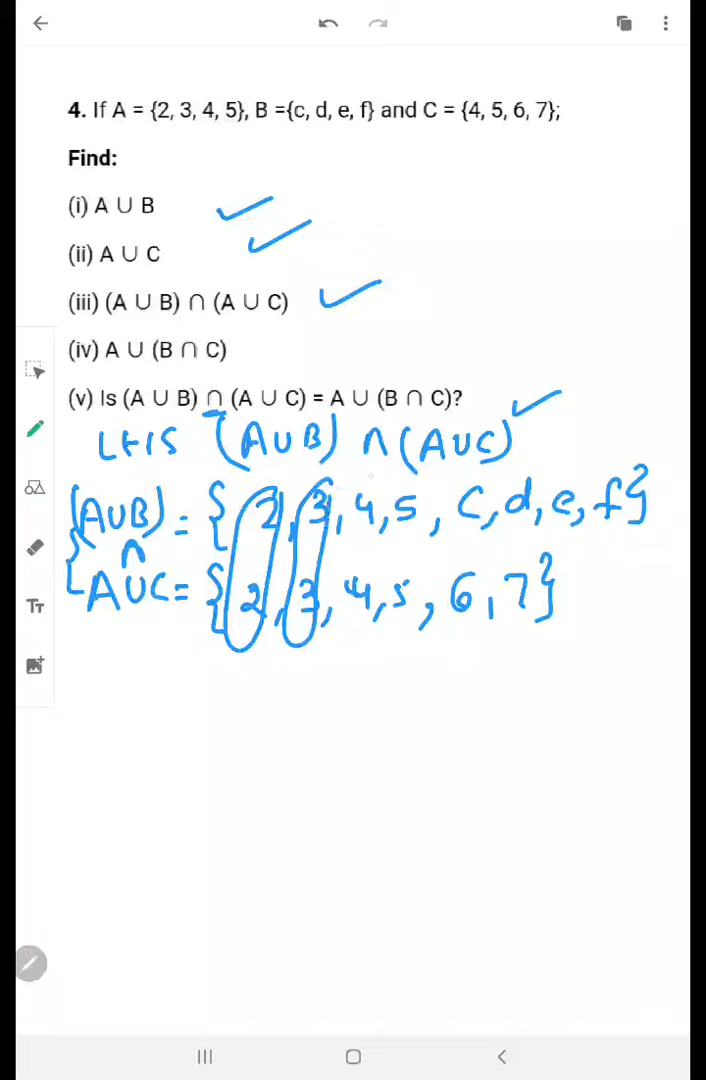 4. If A = {2, 3, 4, 5}, B ={c, d, e, f} and C = {4, 5, 6, 7};
Find:
(i) A ∪ B
(ii) A ∪ C
(iii) (A ∪ B) ∩ (A ∪ C)
(iv) A ∪ (B ∩ C)
(v) Is (A ∪ B) ∩ (A ∪ C) = A ∪ (B ∩ C)?
LHS (A∪B) ∩ (A∪C)
(A∪B) = {2, 3, 4, 5, c, d, e, f}
∩
A∪C = {2, 3, 4, 5, 6, 7}
Tт